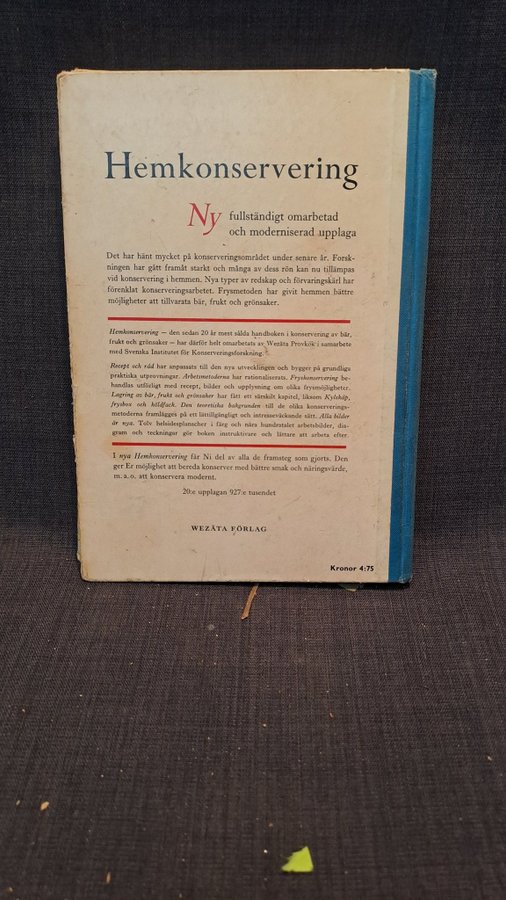 Hemkonservering
Ny fullständigt omarbetad
och moderniserad upplaga
Det har hänt mycket på konserveringsområdet under senare år. Forsk-
ningen har gått framåt starkt och många av dess rön kan nu tillämpas
vid konservering i hemmen. Nya typer av redskap och förvaringskärl har
förenklat konserveringsarbetet. Frysmetoden har givit hemmen bättre
möjligheter att tillvarata bär, frukt och grönsaker.
Hemkonservering – den sedan 20 år mest sålda handboken i konservering av bär,
frukt och grönsaker – har därför helt omarbetats av Wezäta Provkök i samarbete
med Svenska Institutet för Konserveringsforskning.
Recept och råd har anpassats till den nya utvecklingen och bygger på grundliga
praktiska utprovningar. Arbetsmetoderna har rationaliserats. Fryskonservering be-
handlas utförligt med recept, bilder och upplysning om olika frysmöjligheter.
Lagring av bär, frukt och grönsaker har fått ett särskilt kapitel, liksom Kylskåp,
frysbox och köldfack. Den teoretiska bakgrunden till de olika konserverings-
metoderna framlägges på ett lättillgängligt och intresseväckande sätt. Alla bilder
är nya. Tolv helsidesplanscher i färg och nära hundratalet arbetsbilder, dia-
gram och teckningar gör boken instruktivare och lättare att arbeta efter.
I nya Hemkonservering får Ni del av alla de framsteg som gjorts. Den
ger Er möjlighet att bereda konserver med bättre smak och näringsvärde,
m. a. o. att konservera modernt.
20:e upplagan 927:e tusendet
WEZÄTA FÖRLAG
Kronor 4:75